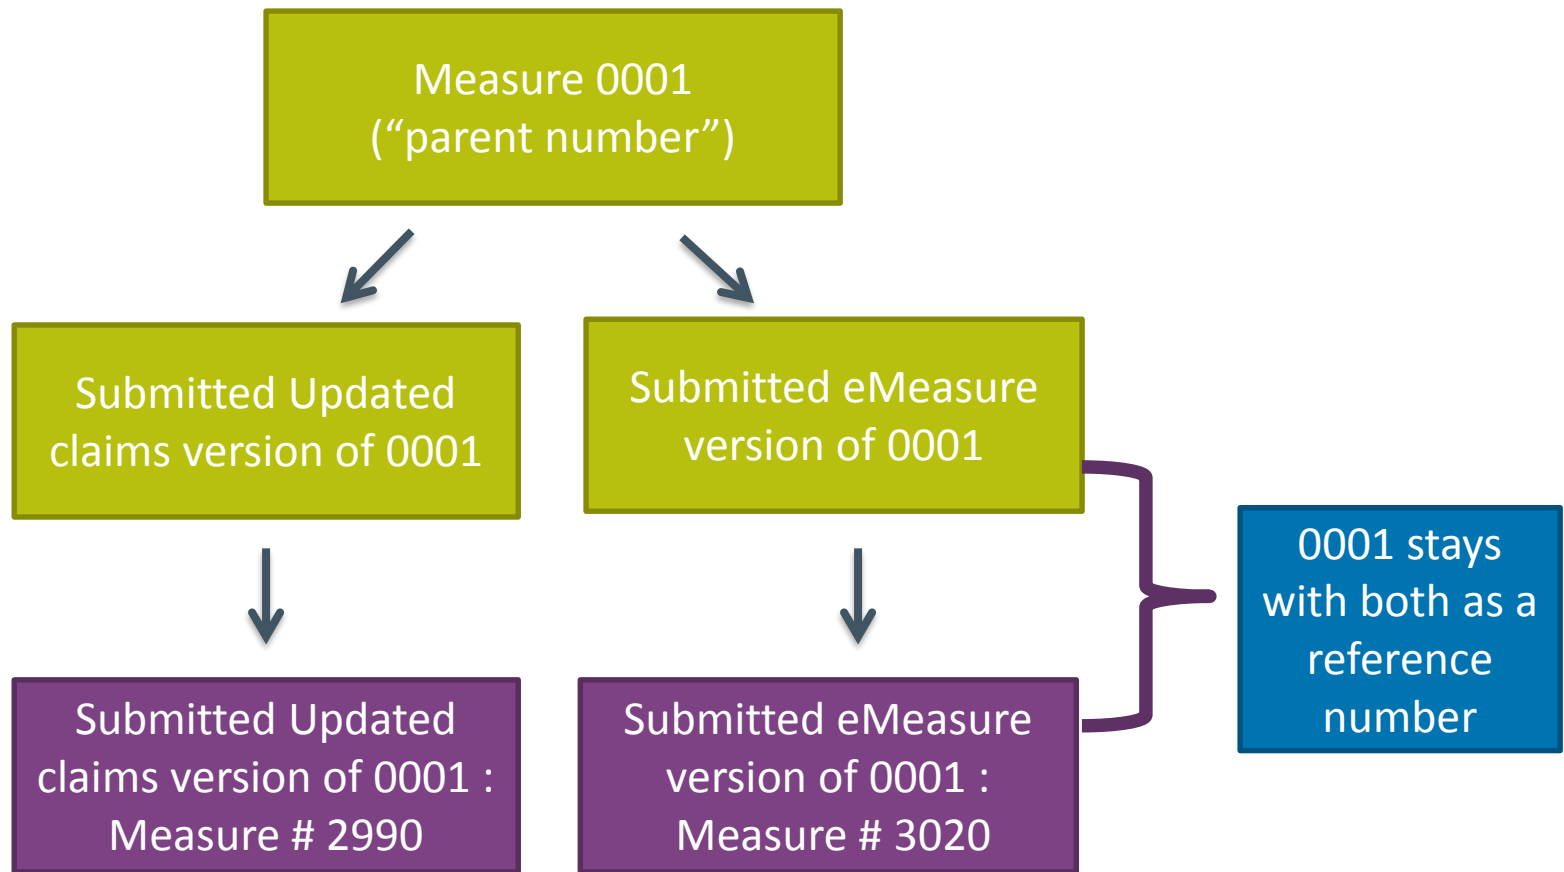 Measure 0001
(“parent number”)
Submitted Updated
claims version of 0001
Submitted eMeasure
version of 0001
0001 stays
with both as a
reference
number
Submitted Updated
claims version of 0001 :
Measure # 2990
Submitted eMeasure
version of 0001 :
Measure # 3020